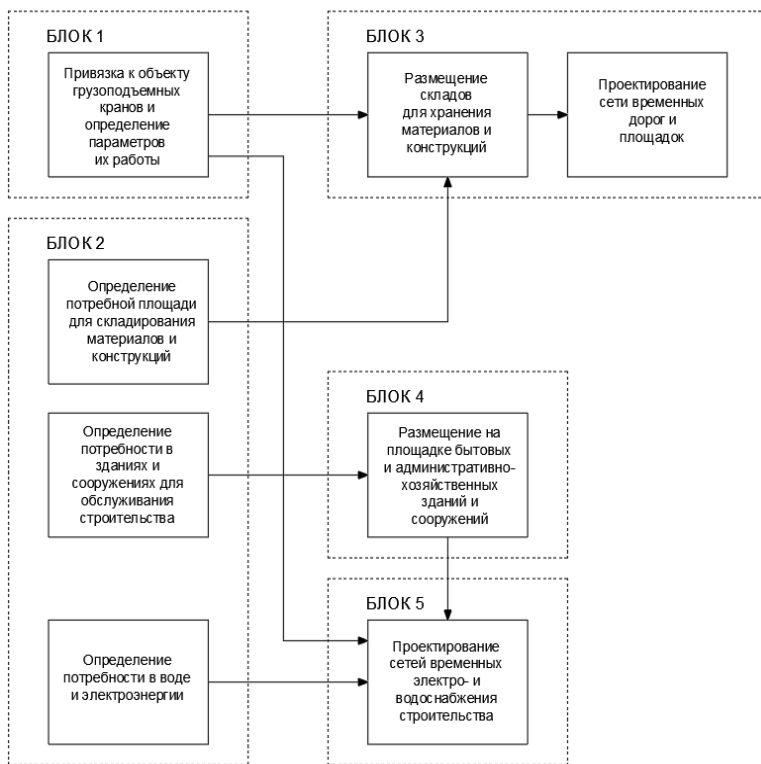 БЛОК 1
Привязка к объекту
грузоподъемных
кранов и
определение
параметров
их работы
БЛОК 3
Размещение
складов
для хранения
материалов и
конструкций
Проектирование
сети временных
дорог и
площадок
БЛОК 2
Определение
потребной площади
для складирования
материалов и
конструкций
Определение
потребности в
зданиях и
сооружениях для
обслуживания
строительства
Определение
потребности в воде
и электроэнергии
БЛОК 4
Размещение на
площадке бытовых
и административно-
хозяйственных
зданий и
сооружений
БЛОК 5
Проектирование
сетей временных
электро- и
водоснабжения
строительства